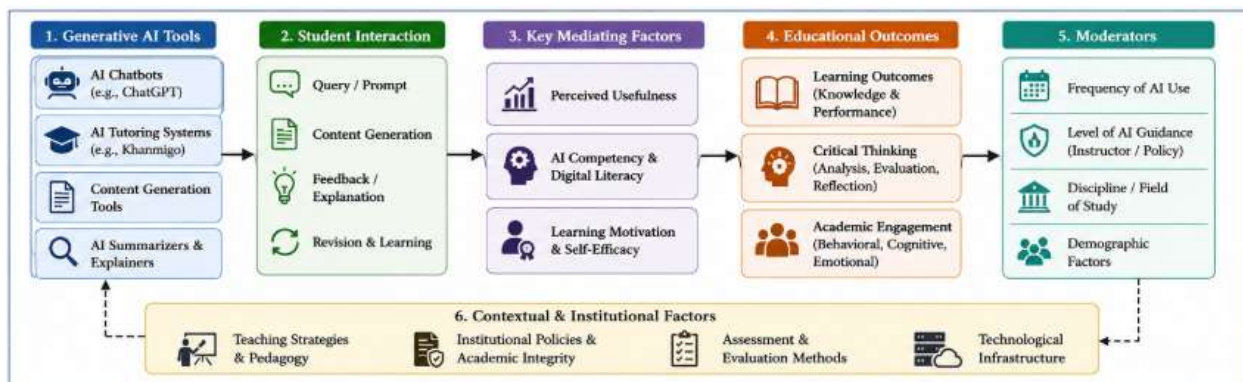 1. Generative AI Tools
AI Chatbots
(e.g., ChatGPT)
AI Tutoring Systems
(e.g., Khanmigo)
Content Generation
Tools
AI Summarizers &
Explainers
2. Student Interaction
Query / Prompt
Content Generation
Feedback /
Explanation
Revision & Learning
3. Key Mediating Factors
Perceived Usefulness
AI Competency &
Digital Literacy
Learning Motivation
& Self-Efficacy
4. Educational Outcomes
Learning Outcomes
(Knowledge &
Performance)
Critical Thinking
(Analysis, Evaluation,
Reflection)
Academic Engagement
(Behavioral, Cognitive,
Emotional)
5. Moderators
Frequency of AI Use
Level of AI Guidance
(Instructor / Policy)
Discipline / Field
of Study
Demographic
Factors
6. Contextual & Institutional Factors
Teaching Strategies
& Pedagogy
Institutional Policies &
Academic Integrity
Assessment &
Evaluation Methods
Technological
Infrastructure